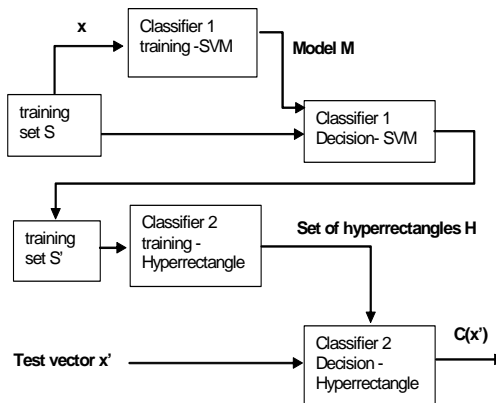 x
Classifier 1
training -SVM
Model M
training
set S
Classifier 1
Decision- SVM
training
set S'
Classifier 2
training -
Hyperrectangle
Set of hyperrectangles H
Test vector x'
Classifier 2
Decision -
Hyperrectangle
C(x')